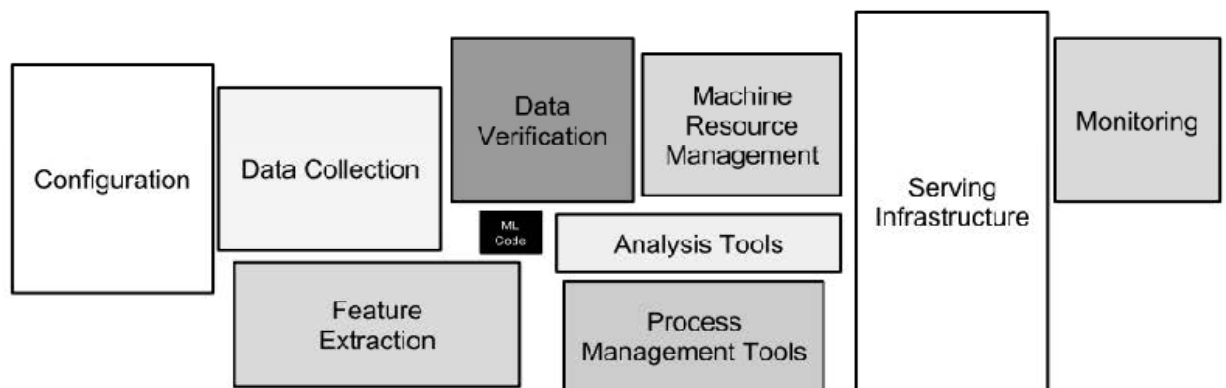 Configuration
Data Collection
Data
Verification
Machine
Resource
Management
Serving
Infrastructure
Monitoring
ML
Code
Analysis Tools
Feature
Extraction
Process
Management Tools